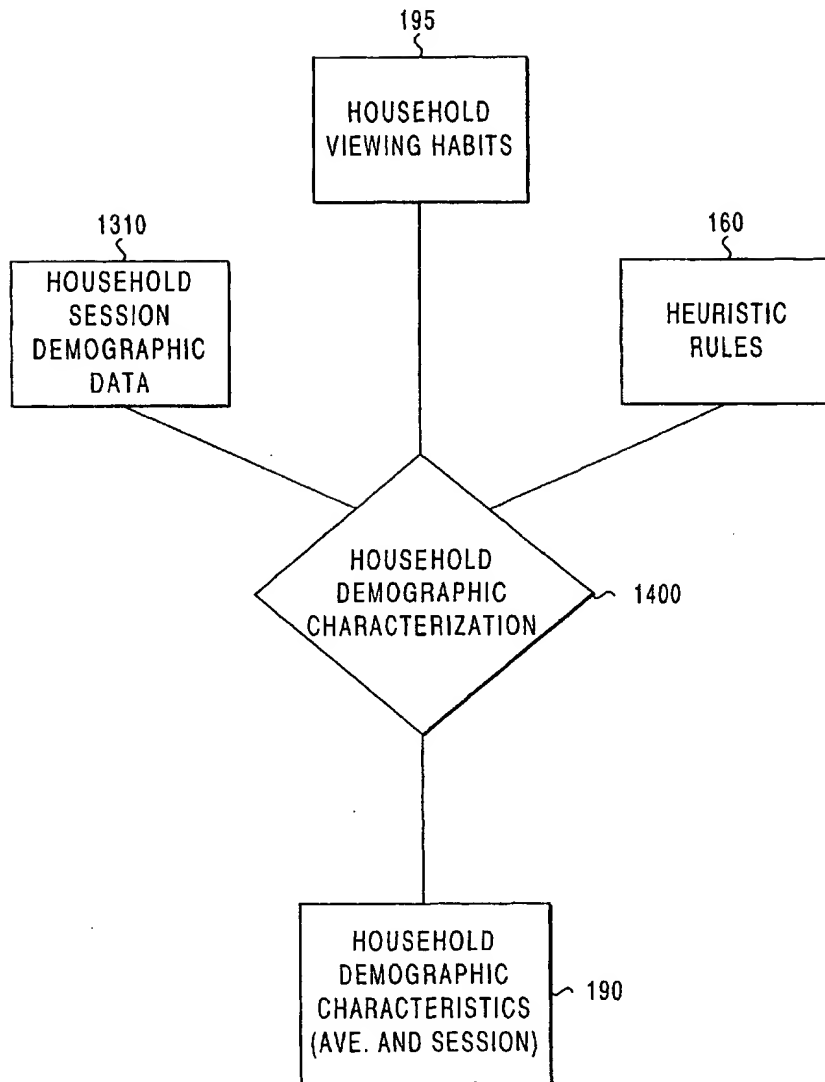 195
HOUSEHOLD
VIEWING HABITS
1310
HOUSEHOLD
SESSION
DEMOGRAPHIC
DATA
160
HEURISTIC
RULES
HOUSEHOLD
DEMOGRAPHIC
CHARACTERIZATION
1400
HOUSEHOLD
DEMOGRAPHIC
CHARACTERISTICS
(AVE. AND SESSION)
190